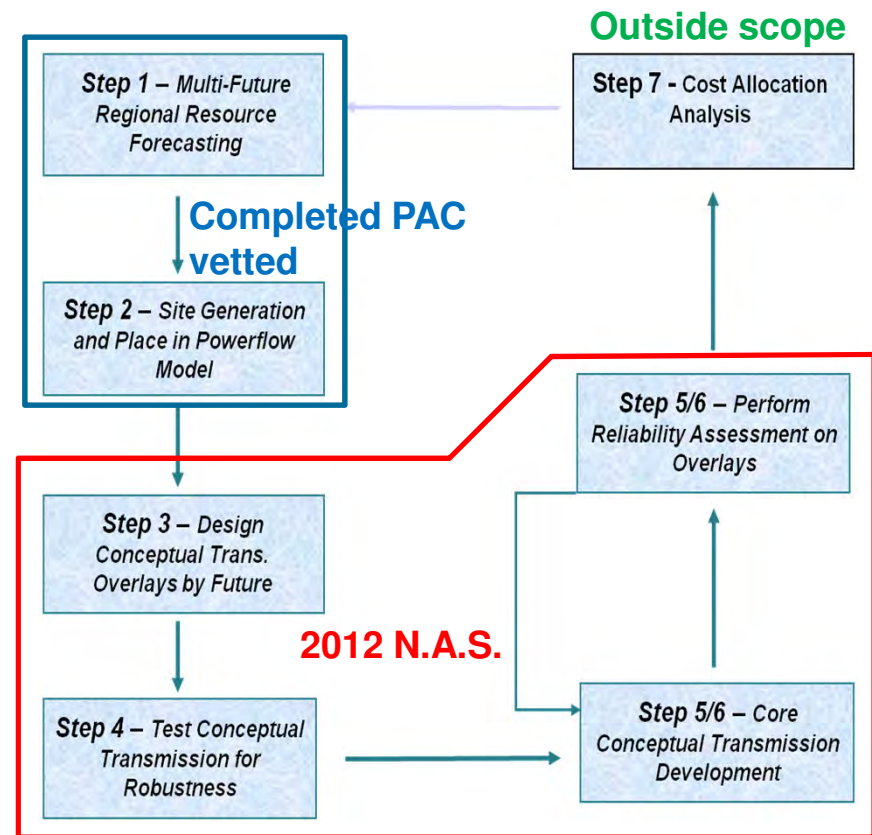 Outside scope
Step 1 – Multi-Future
Regional Resource
Forecasting
Step 7 - Cost Allocation
Analysis
Completed PAC
vetted
Step 2 – Site Generation
and Place in Powerflow
Model
Step 5/6 – Perform
Reliability Assessment on
Overlays
Step 3 – Design
Conceptual Trans.
Overlays by Future
2012 N.A.S.
Step 4 – Test Conceptual
Transmission for
Robustness
Step 5/6 – Core
Conceptual Transmission
Development